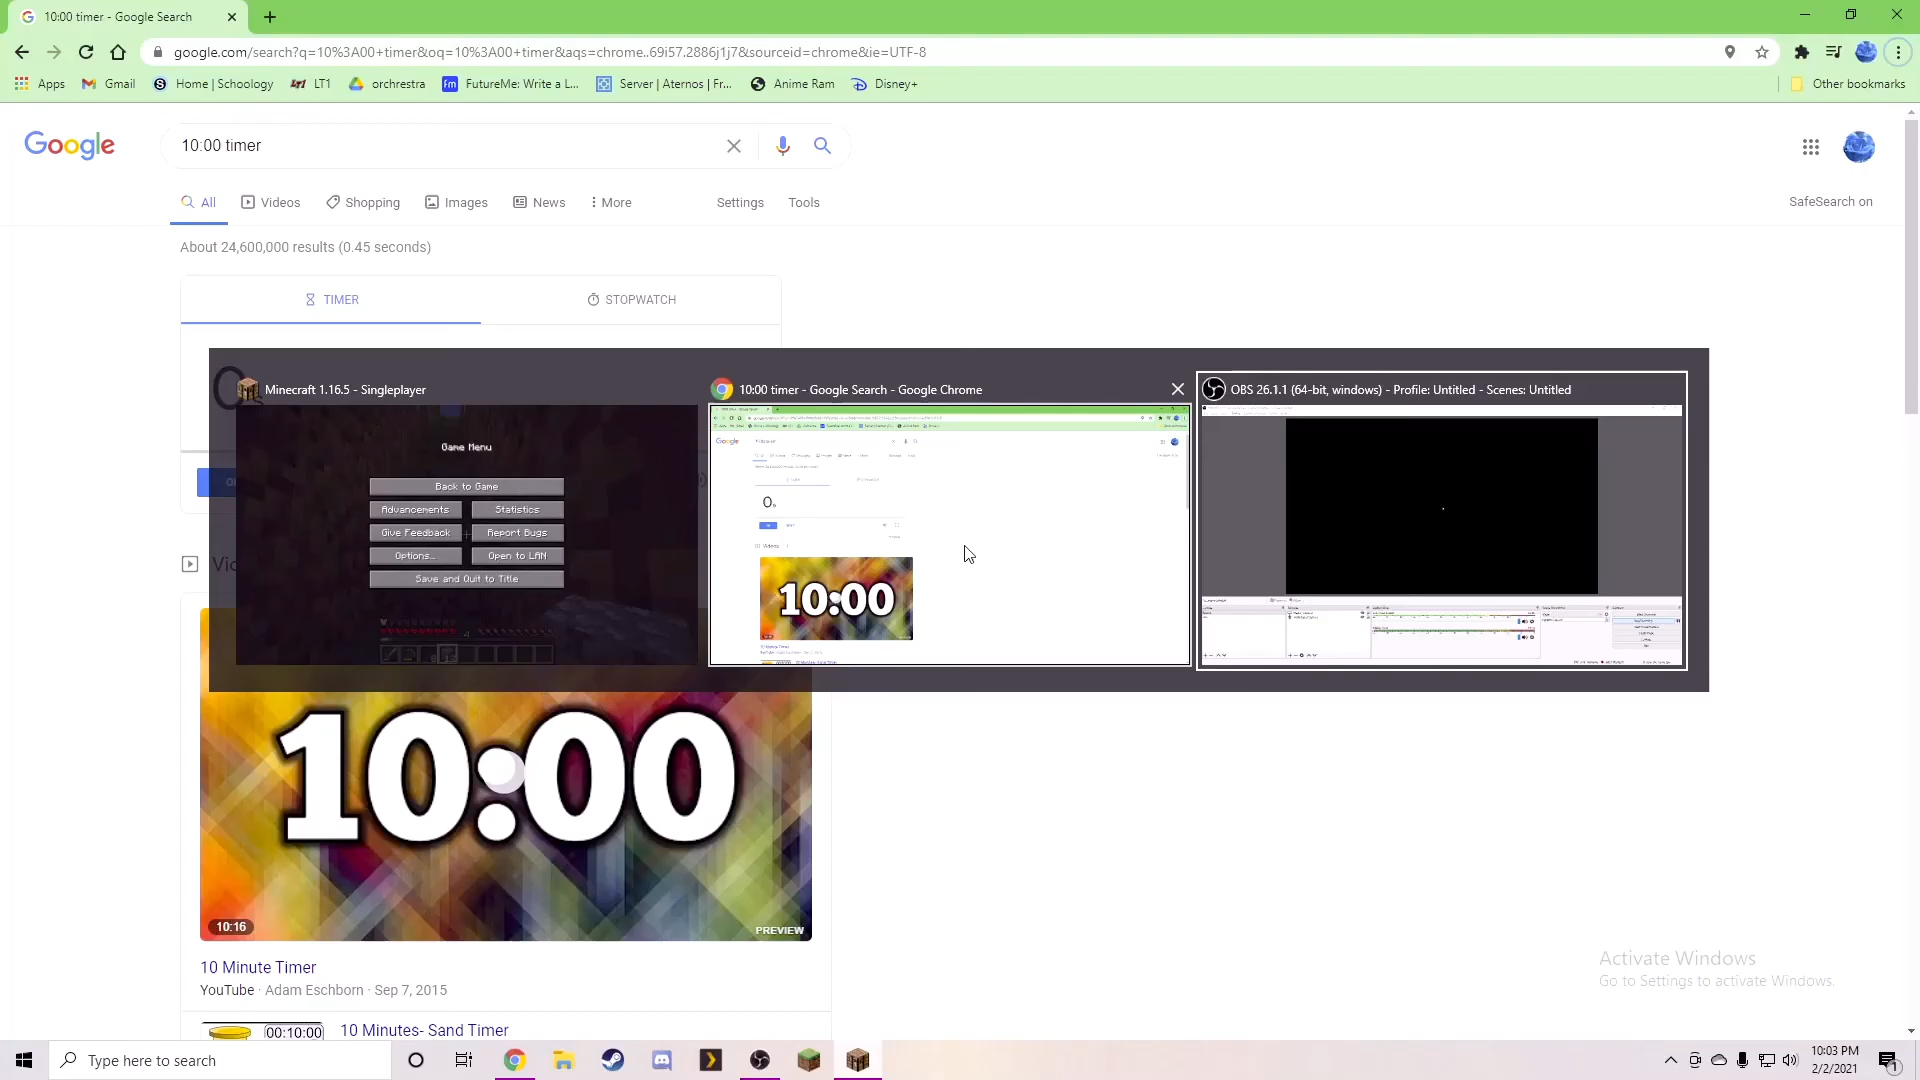 10:00 timer - Google Search
google.com/search?q=10%3A00+timer&oq=10%3A00+timer&aqs=chrome..69i57.2886j1j7&sourceid=chrome&ie=UTF-8
Apps
Gmail
Home | Schoology
LT1
orchrestra
FutureMe: Write a L...
Server | Aternos | Fr...
Anime Ram
Disney+
Other bookmarks
Google
10:00 timer
All
Videos
Shopping
Images
News
More
Settings
Tools
SafeSearch on
About 24,600,000 results (0.45 seconds)
TIMER
STOPWATCH
Minecraft 1.16.5 - Singleplayer
10:00 timer - Google Search - Google Chrome
OBS 26.1.1 (64-bit, windows) - Profile: Untitled - Scenes: Untitled
Game Menu
Back to Game
Advancements
Statistics
Give Feedback
Report Bugs
Options...
Open to LAN
Save and Quit to Title
Google
0s
Videos
10:00
10:00
10:16
PREVIEW
10 Minute Timer
YouTube · Adam Eschborn · Sep 7, 2015
00:10:00
10 Minutes- Sand Timer
Activate Windows
Go to Settings to activate Windows.
Type here to search
10:03 PM
2/2/2021
1